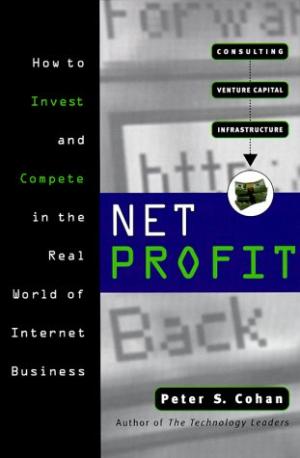 How to
Invest
and
Compete
in the
Real
World of
Internet
Business
Forward
CONSULTING
VENTURE CAPITAL
INFRASTRUCTURE
http:
NET
PROFIT
Back
Peter S. Cohan
Author of The Technology Leaders